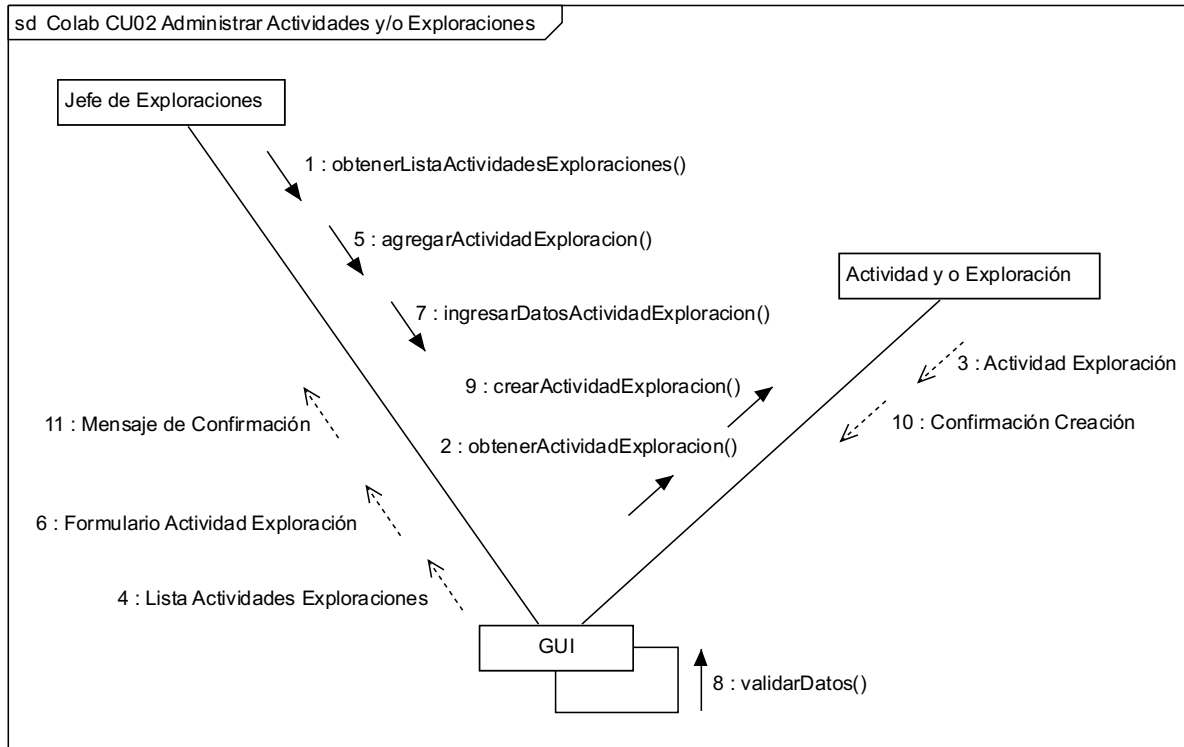 sd Colab CU02 Administrar Actividades y/o Exploraciones
Jefe de Exploraciones
1 : obtenerListaActividadesExploraciones()
5 : agregarActividadExploracion()
Actividad y o Exploración
7 : ingresarDatosActividadExploracion()
3 : Actividad Exploración
9 : crearActividadExploracion()
11 : Mensaje de Confirmación
10 : Confirmación Creación
2 : obtenerActividadExploracion()
6 : Formulario Actividad Exploración
4 : Lista Actividades Exploraciones
GUI
8 : validarDatos()